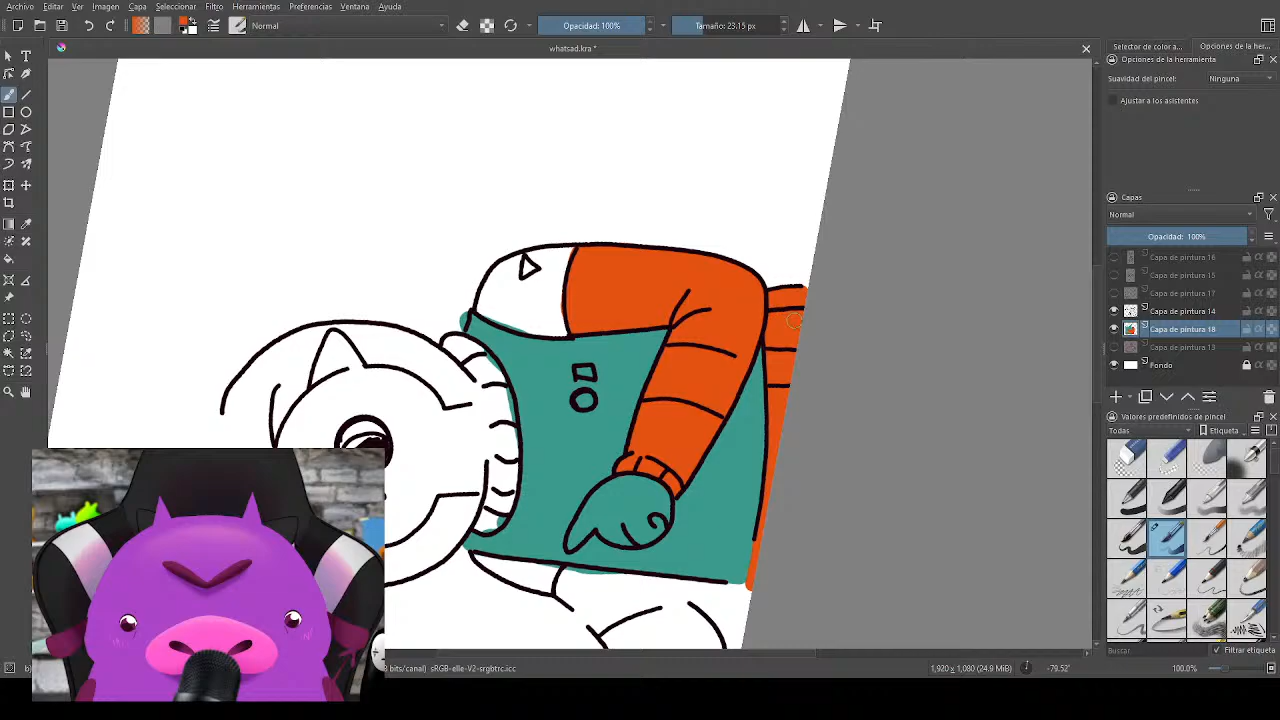 Archivo Editar Ver Imagen Capa Seleccionar Filtro Herramientas Preferencias Ventana Ayuda
Normal Opacidad: 100% Tamaño: 23.15 px
whatsad.kra *
Selector de color a... Opciones de la her...
Opciones de la herramienta
Suavidad del pincel: Ninguna
Ajustar a los asistentes
Capas
Normal
Opacidad: 100%
Capa de pintura 16
Capa de pintura 15
Capa de pintura 17
Capa de pintura 14
Capa de pintura 18
Capa de pintura 13
Fondo
Valores predefinidos de pincel
Todas Etiqueta
Buscar Filtrar etiqueta
bits/canal) sRGB-elle-V2-srgbtrc.icc 1,920 x 1,080 (24.9 MiB) -79.52° 100.0%